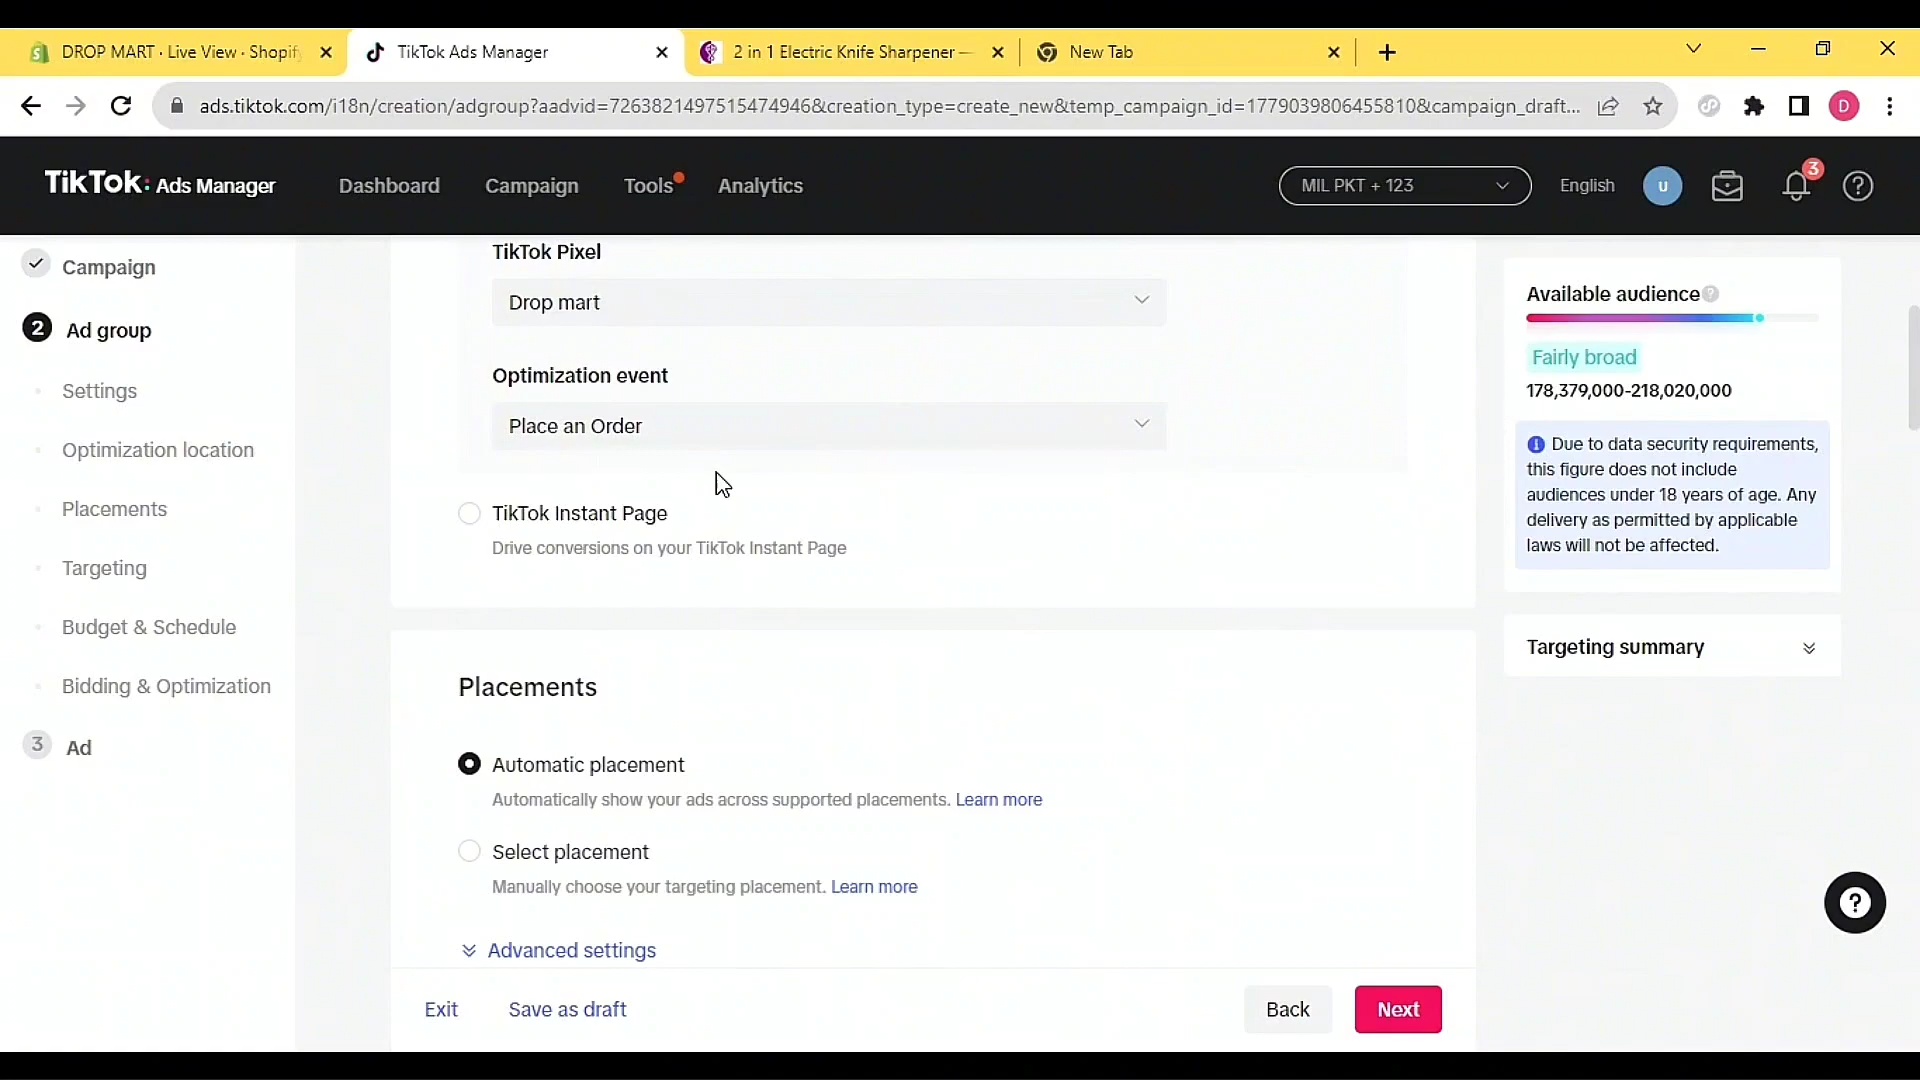 DROP MART · Live View · Shopif
TikTok Ads Manager
2 in 1 Electric Knife Sharpener —
New Tab
ads.tiktok.com/i18n/creation/adgroup?aadvid=7263821497515474946&creation_type=create_new&temp_campaign_id=1779039806455810&campaign_draft...
D
TikTok: Ads Manager
Dashboard
Campaign
Tools
Analytics
MIL PKT + 123
English
U
3
Campaign
2 Ad group
Settings
Optimization location
Placements
Targeting
Budget & Schedule
Bidding & Optimization
3 Ad
TikTok Pixel
Drop mart
Optimization event
Place an Order
TikTok Instant Page
Drive conversions on your TikTok Instant Page
Placements
Automatic placement
Automatically show your ads across supported placements. Learn more
Select placement
Manually choose your targeting placement. Learn more
Advanced settings
Exit
Save as draft
Back
Next
Available audience
Fairly broad
178,379,000-218,020,000
Due to data security requirements,
this figure does not include
audiences under 18 years of age. Any
delivery as permitted by applicable
laws will not be affected.
Targeting summary